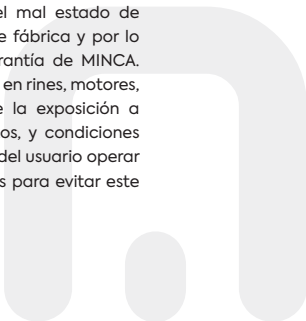 el mal estado de
e fábrica y por lo
rantía de MINCA.
en rines, motores,
e la exposición a
os, y condiciones
del usuario operar
s para evitar este